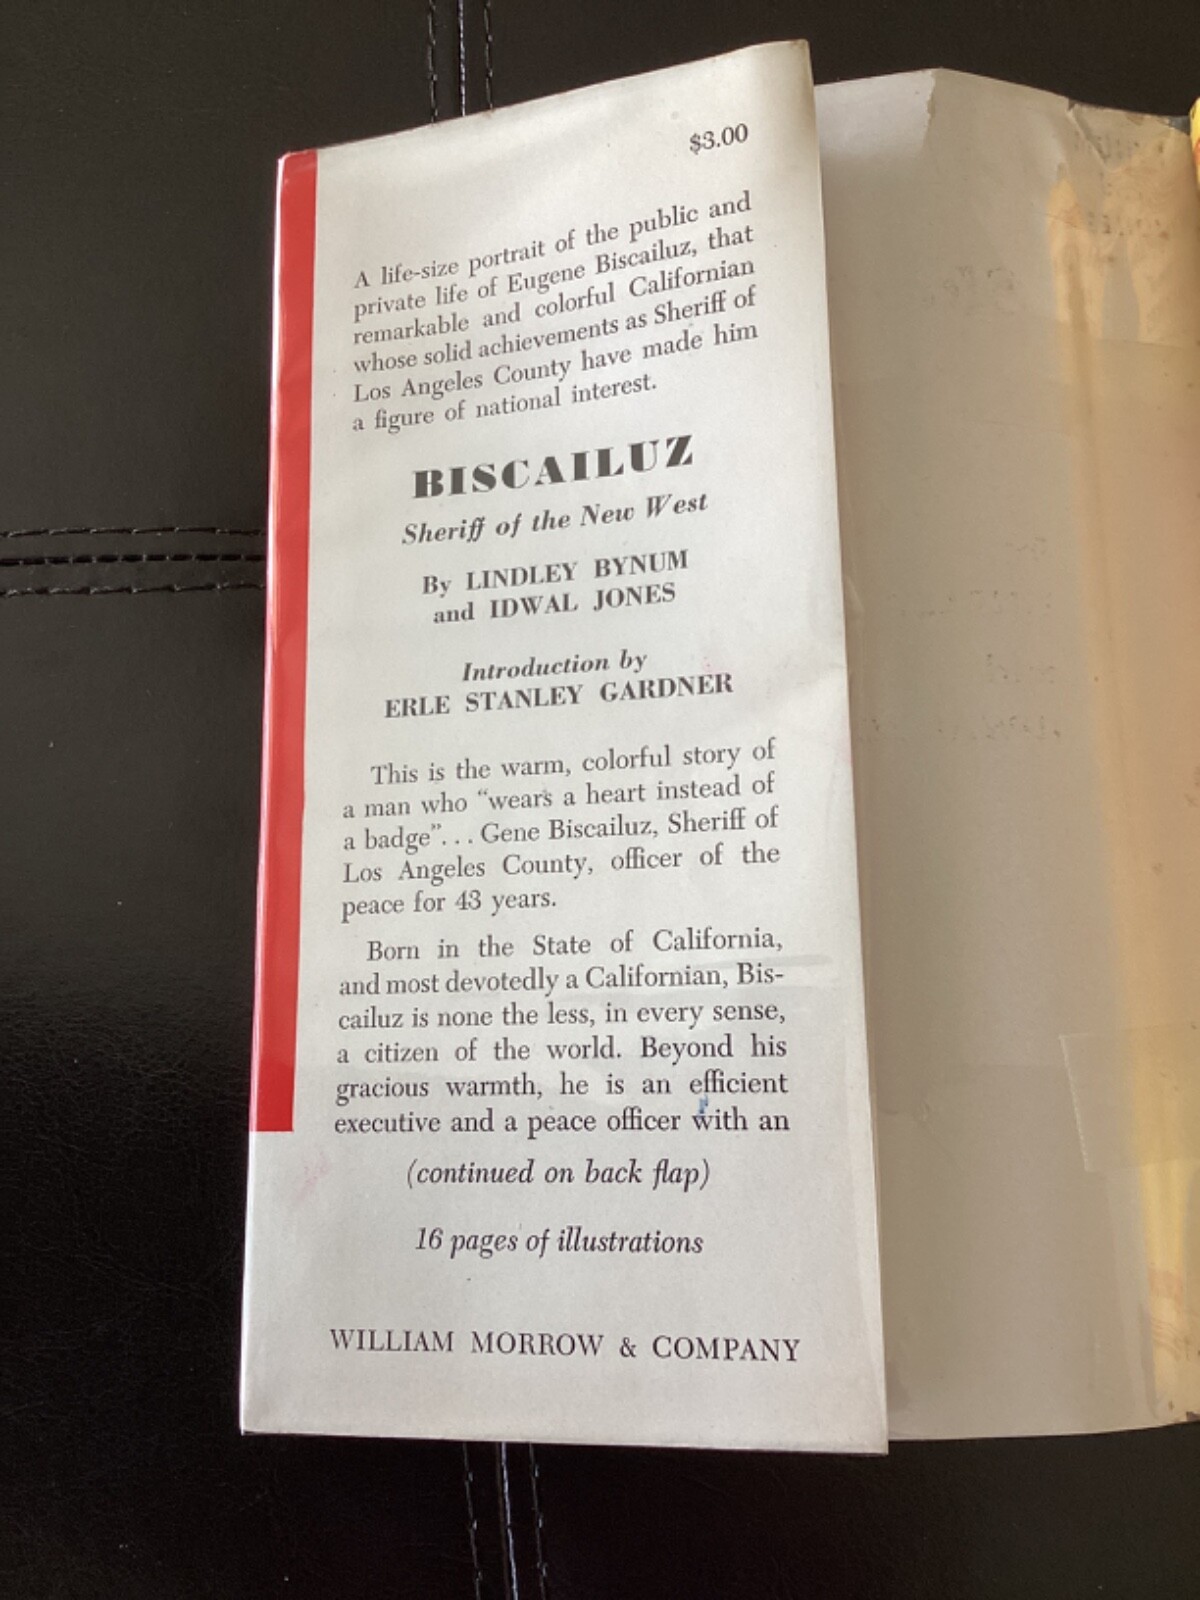 $3.00
A life-size portrait of the public and
private life of Eugene Biscailuz, that
remarkable and colorful Californian
whose solid achievements as Sheriff of
Los Angeles County have made him
a figure of national interest.
BISCAILUZ
Sheriff of the New West
By LINDLEY BYNUM
and IDWAL JONES
Introduction by
ERLE STANLEY GARDNER
This is the warm, colorful story of
a man who “wears a heart instead of
a badge”... Gene Biscailuz, Sheriff of
Los Angeles County, officer of the
peace for 43 years.
Born in the State of California,
and most devotedly a Californian, Bis-
cailuz is none the less, in every sense,
a citizen of the world. Beyond his
gracious warmth, he is an efficient
executive and a peace officer with an
(continued on back flap)
16 pages of illustrations
WILLIAM MORROW & COMPANY